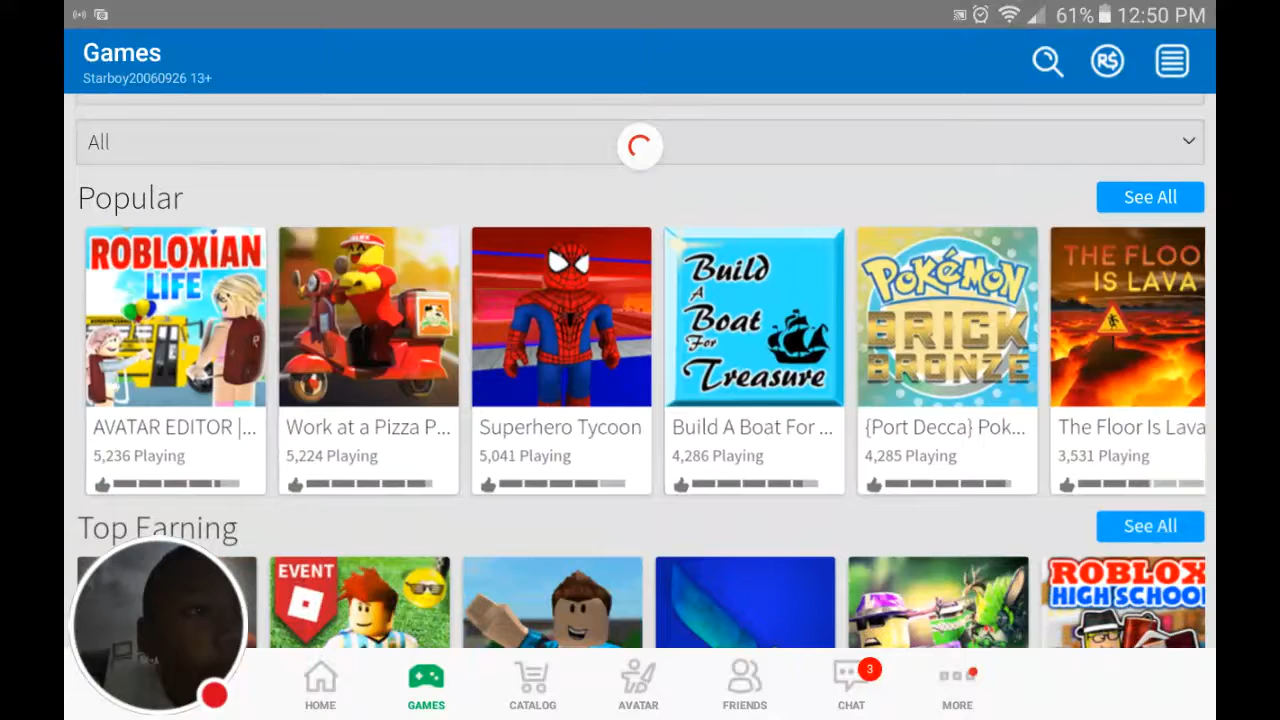 61% 12:50 PM
Games
Starboy20060926 13+
R$
All
Popular
See All
ROBLOXIAN
LIFE
Build
A
Boat
For
Treasure
POKéMON
BRICK
BRONZE
THE FLOO
IS LAVA
AVATAR EDITOR |...
Work at a Pizza P...
Superhero Tycoon
Build A Boat For ...
{Port Decca} Pok...
The Floor Is Lava
5,236 Playing
5,224 Playing
5,041 Playing
4,286 Playing
4,285 Playing
3,531 Playing
Top Earning
See All
EVENT
ROBLOX
HIGH SCHOO
3
HOME
GAMES
CATALOG
AVATAR
FRIENDS
CHAT
MORE